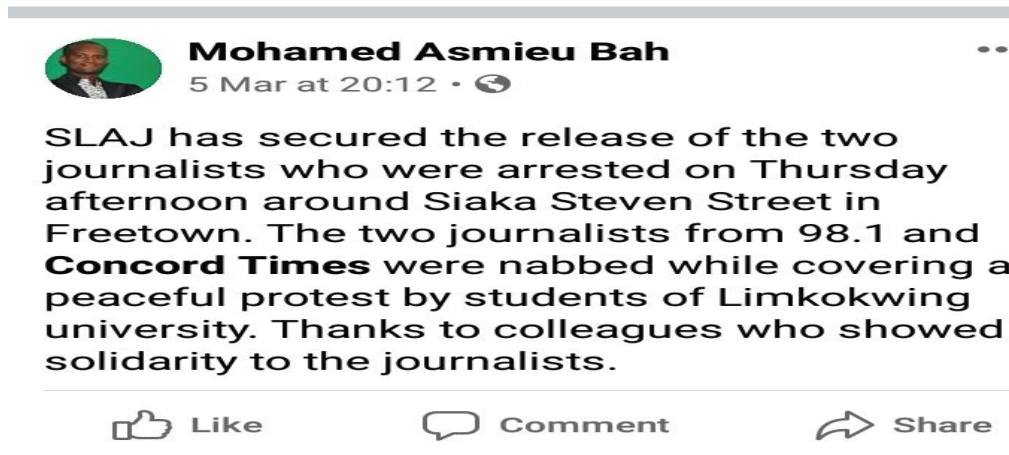 Mohamed Asmieu Bah
5 Mar at 20:12 ·
SLAJ has secured the release of the two
journalists who were arrested on Thursday
afternoon around Siaka Steven Street in
Freetown. The two journalists from 98.1 and
Concord Times were nabbed while covering a
peaceful protest by students of Limkokwing
university. Thanks to colleagues who showed
solidarity to the journalists.
Like Comment Share